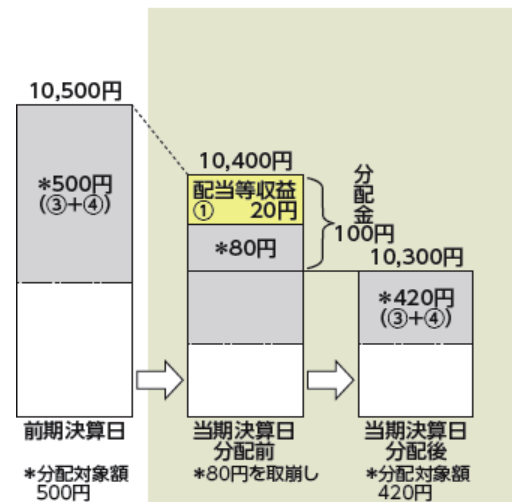 10,500円
*500円
(③+④)
前期決算日
*分配対象額
500円
10,400円
配当等収益
① 20円
*80円
分配金
100円
当期決算日
分配前
*80円を取崩し
10,300円
*420円
(③+④)
当期決算日
分配後
*分配対象額
420円